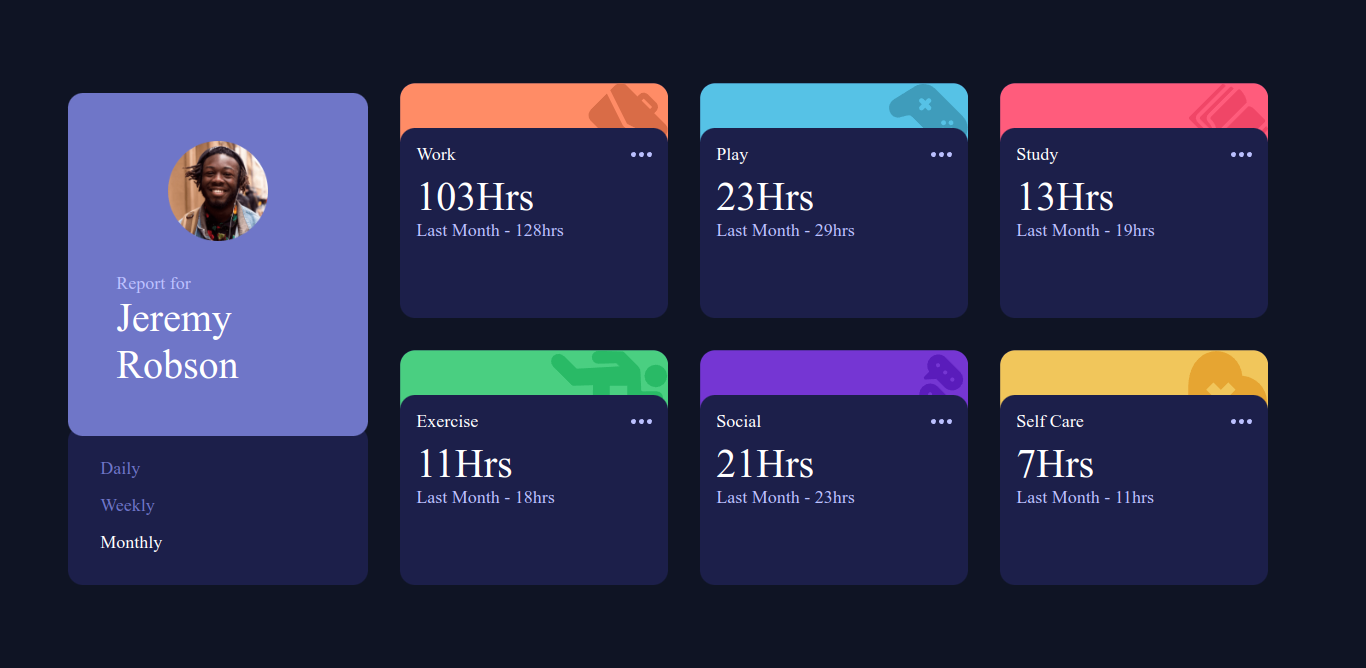 Report for
Jeremy
Robson
Daily
Weekly
Monthly
Work
103Hrs
Last Month - 128hrs
Play
23Hrs
Last Month - 29hrs
Study
13Hrs
Last Month - 19hrs
Exercise
11Hrs
Last Month - 18hrs
Social
21Hrs
Last Month - 23hrs
Self Care
7Hrs
Last Month - 11hrs